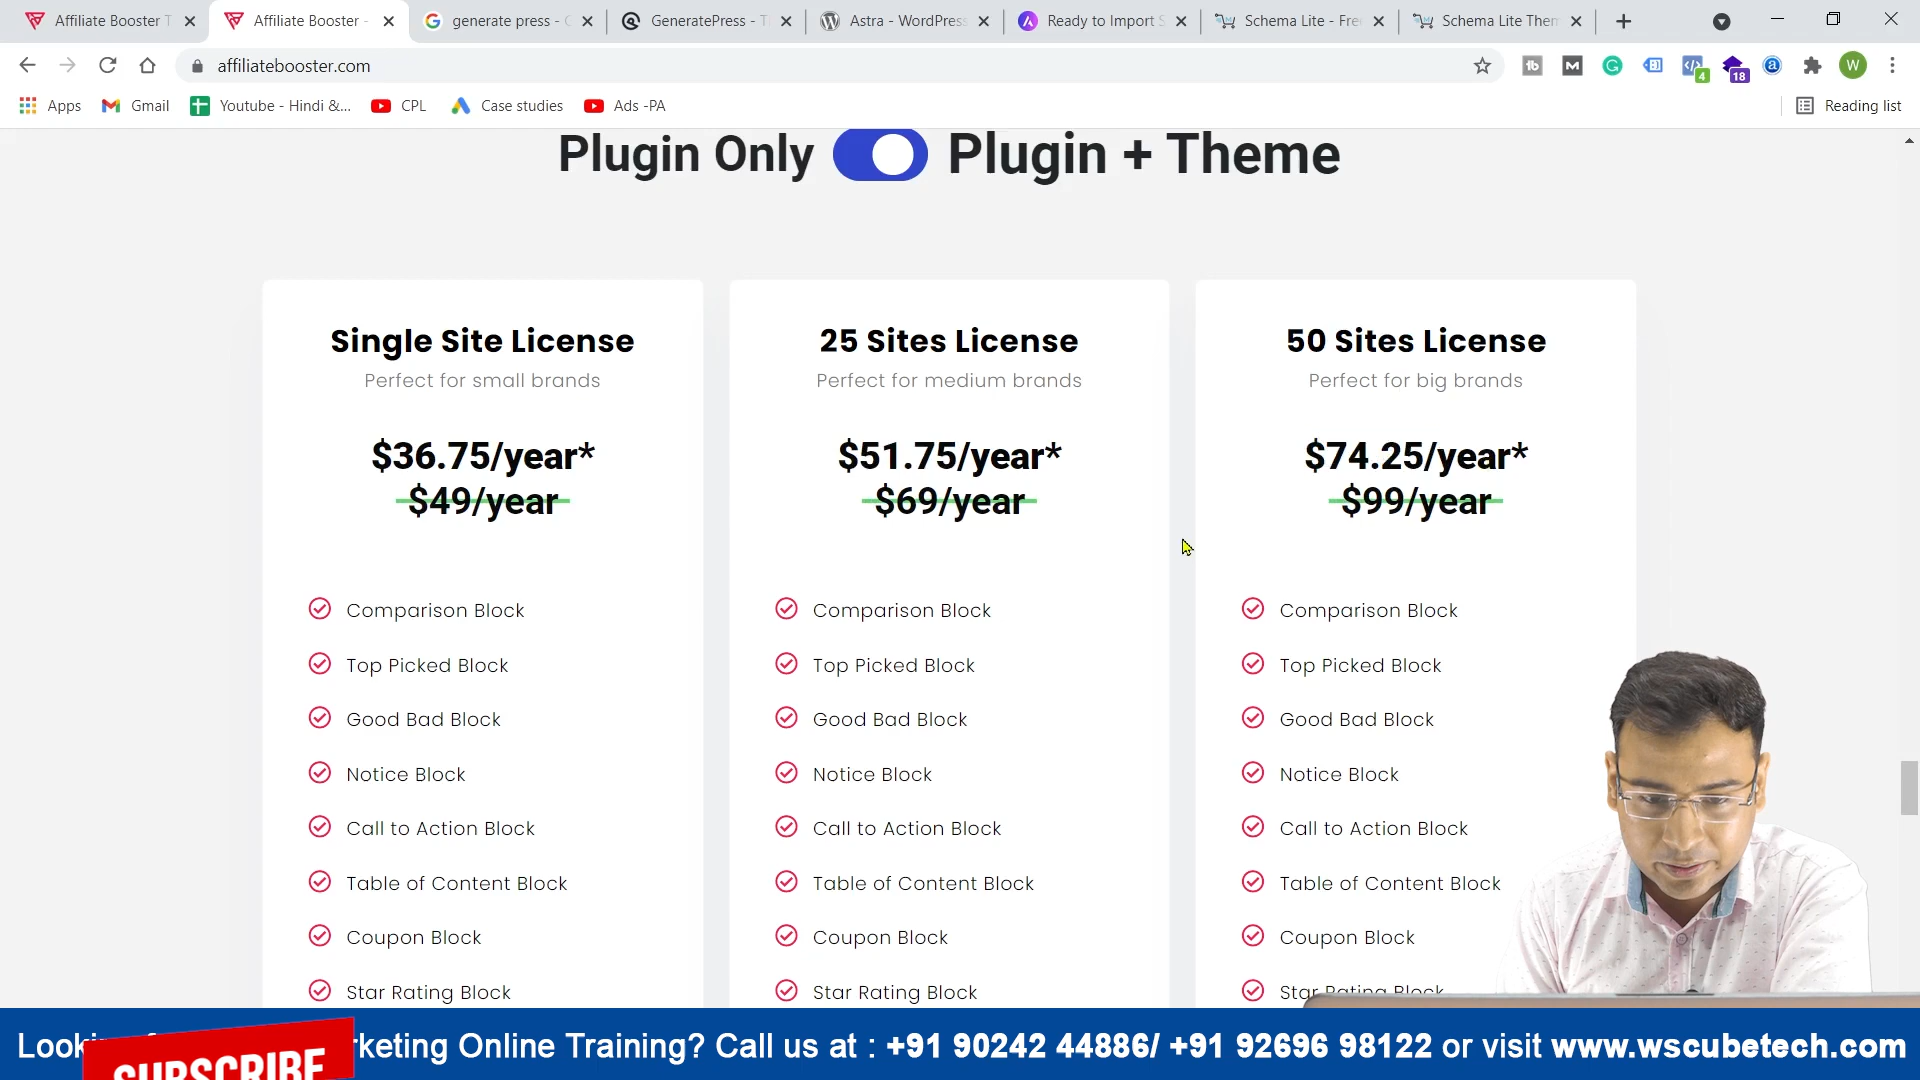 Affiliate Booster T
Affiliate Booster -
generate press - G
GeneratePress - T
Astra - WordPress
Ready to Import S
Schema Lite - Free
Schema Lite Them
affiliatebooster.com
4
18
W
Apps
Gmail
Youtube - Hindi &...
CPL
Case studies
Ads -PA
Reading list
Plugin Only
Plugin + Theme
Single Site License
Perfect for small brands
$36.75/year*
$49/year
Comparison Block
Top Picked Block
Good Bad Block
Notice Block
Call to Action Block
Table of Content Block
Coupon Block
Star Rating Block
25 Sites License
Perfect for medium brands
$51.75/year*
$69/year
Comparison Block
Top Picked Block
Good Bad Block
Notice Block
Call to Action Block
Table of Content Block
Coupon Block
Star Rating Block
50 Sites License
Perfect for big brands
$74.25/year*
$99/year
Comparison Block
Top Picked Block
Good Bad Block
Notice Block
Call to Action Block
Table of Content Block
Coupon Block
Star Rating Block
rketing Online Training? Call us at : +91 90242 44886/ +91 92696 98122 or visit www.wscubetech.com
SUBSCRIBE